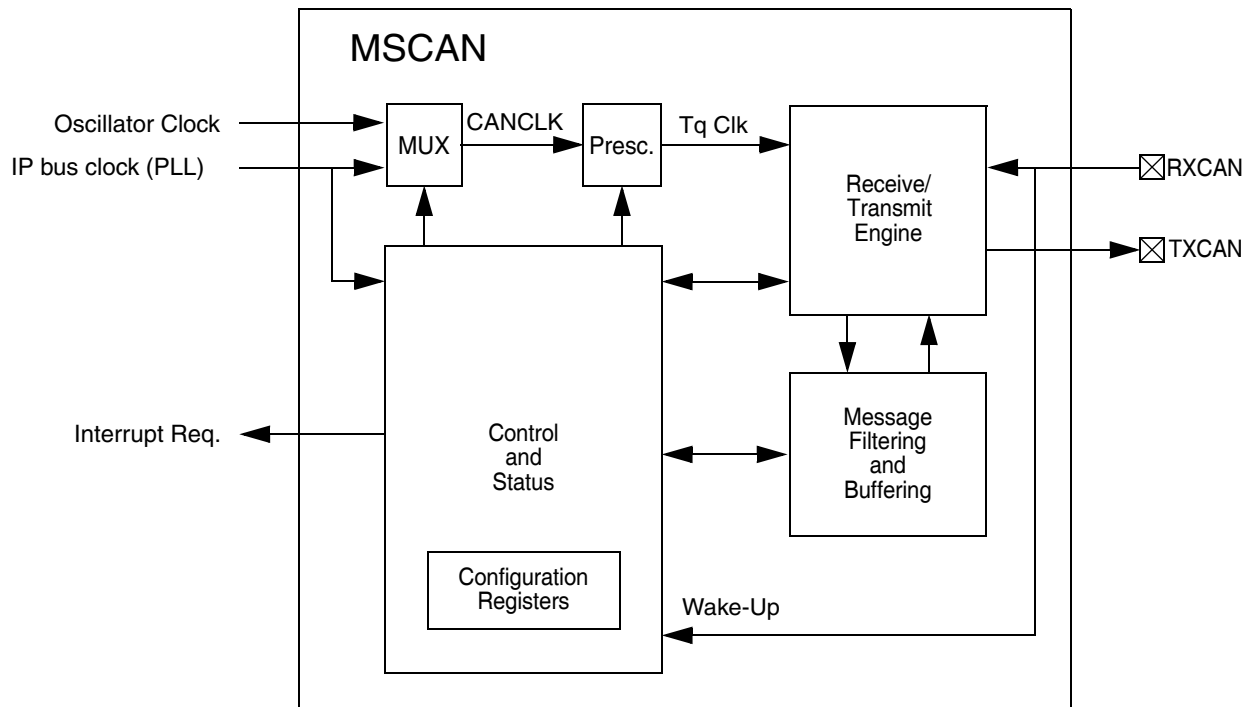 MSCAN
Oscillator Clock
IP bus clock (PLL)
MUX
CANCLK
Presc.
Tq Clk
Receive/
Transmit
Engine
RXCAN
TXCAN
Interrupt Req.
Control
and
Status
Message
Filtering
and
Buffering
Configuration
Registers
Wake-Up